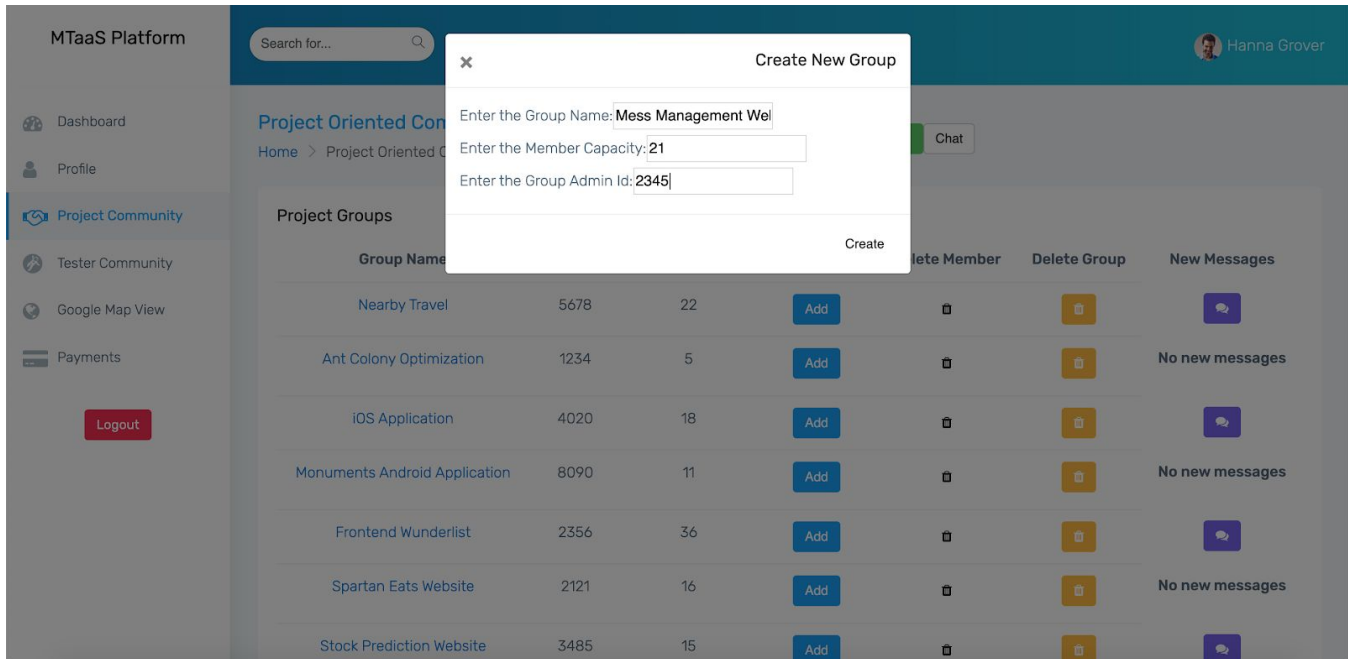 MTaaS Platform
Search for...
Hanna Grover
Create New Group
Enter the Group Name: Mess Management Wel
Enter the Member Capacity: 21
Enter the Group Admin Id: 2345
Create
Dashboard
Profile
Project Community
Tester Community
Google Map View
Payments
Logout
Project Oriented Com
Home > Project Oriented C
Chat
Project Groups
Group Name lete Member Delete Group New Messages
Nearby Travel 5678 22 Add
Ant Colony Optimization 1234 5 Add No new messages
iOS Application 4020 18 Add
Monuments Android Application 8090 11 Add No new messages
Frontend Wunderlist 2356 36 Add
Spartan Eats Website 2121 16 Add No new messages
Stock Prediction Website 3485 15 Add